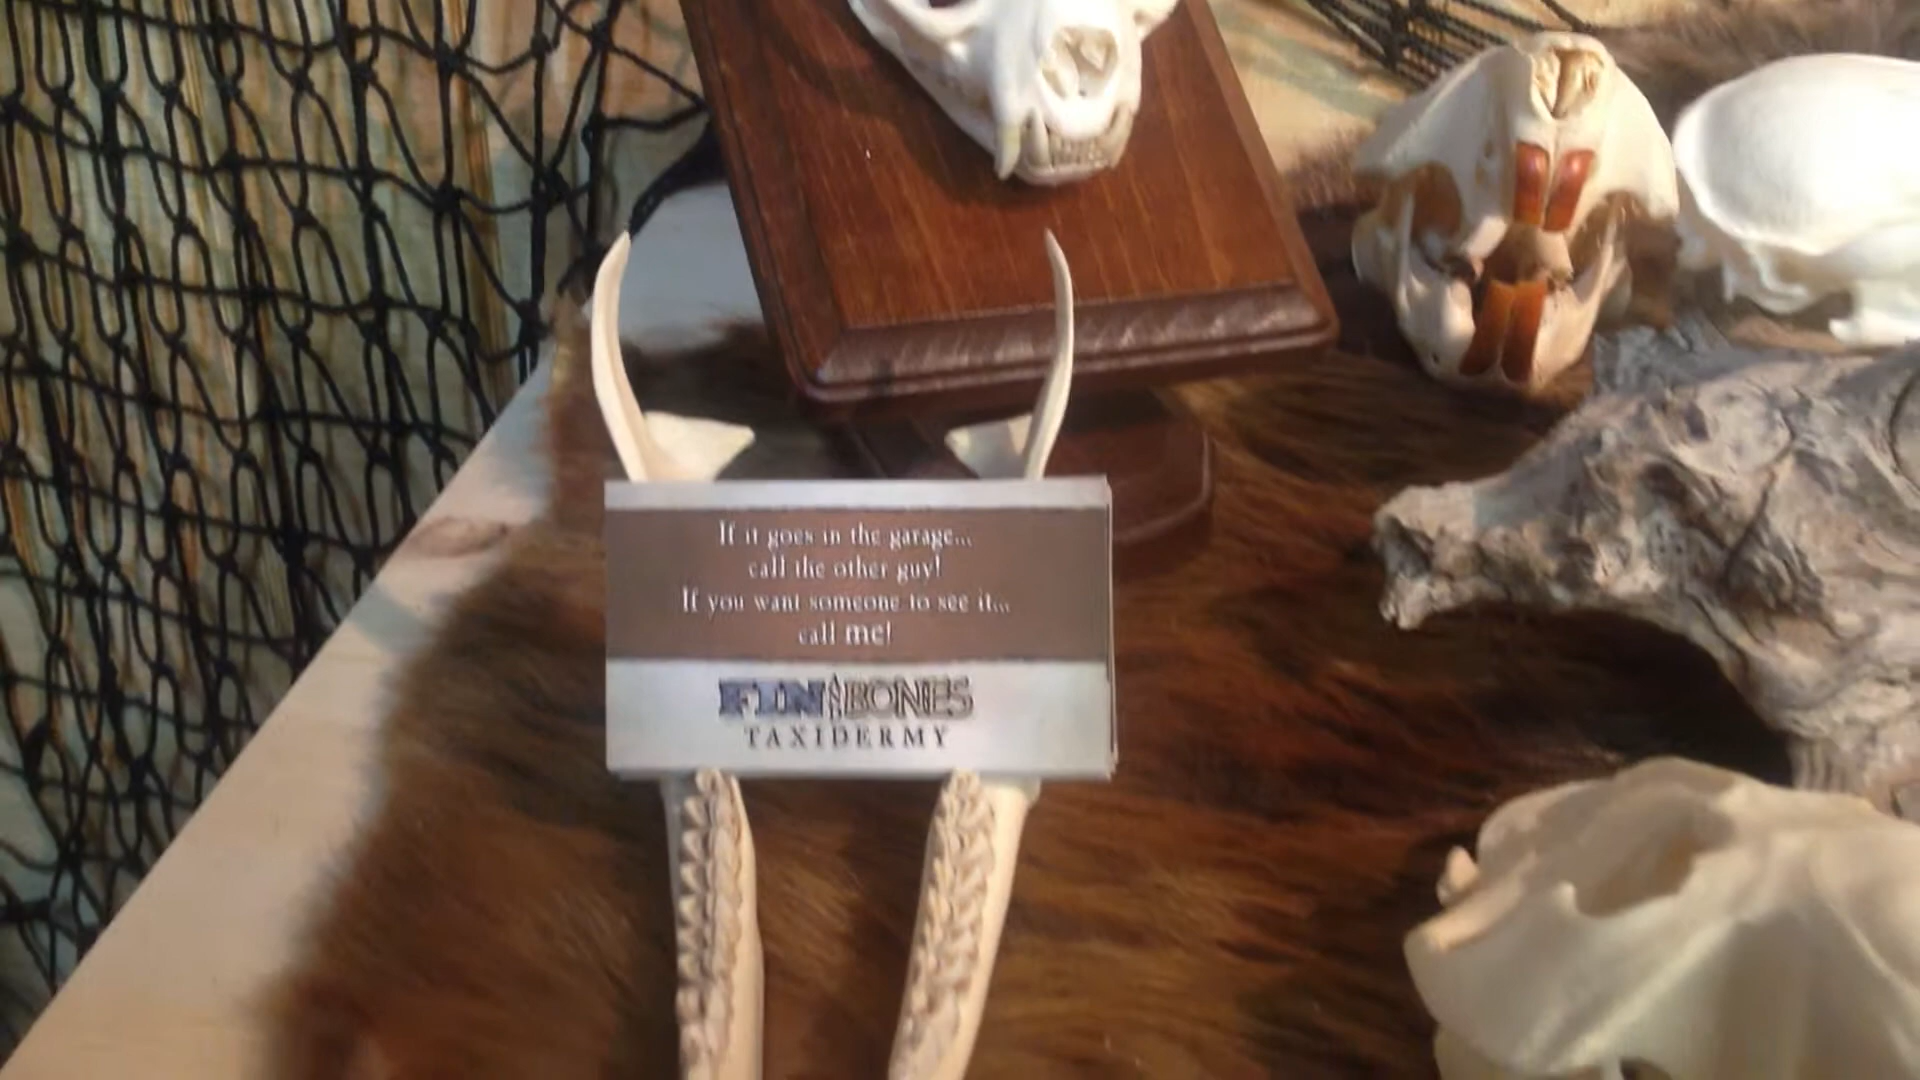 If it goes in the garage...
call the other guy!
If you want someone to see it...
call me!
FIN AND BONES
TAXIDERMY